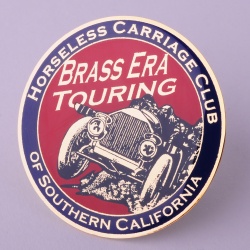 HORSELESS CARRIAGE CLUB
BRASS ERA
TOURING
OF SOUTHERN CALIFORNIA